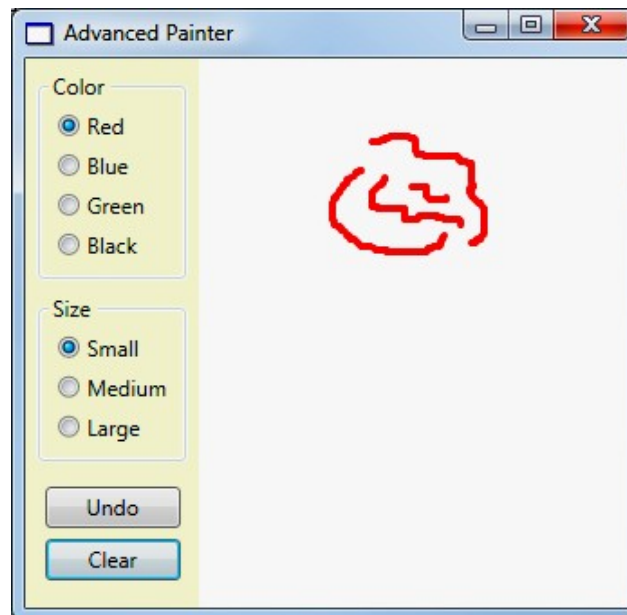 Advanced Painter
Color
Red
Blue
Green
Black
Size
Small
Medium
Large
Undo
Clear